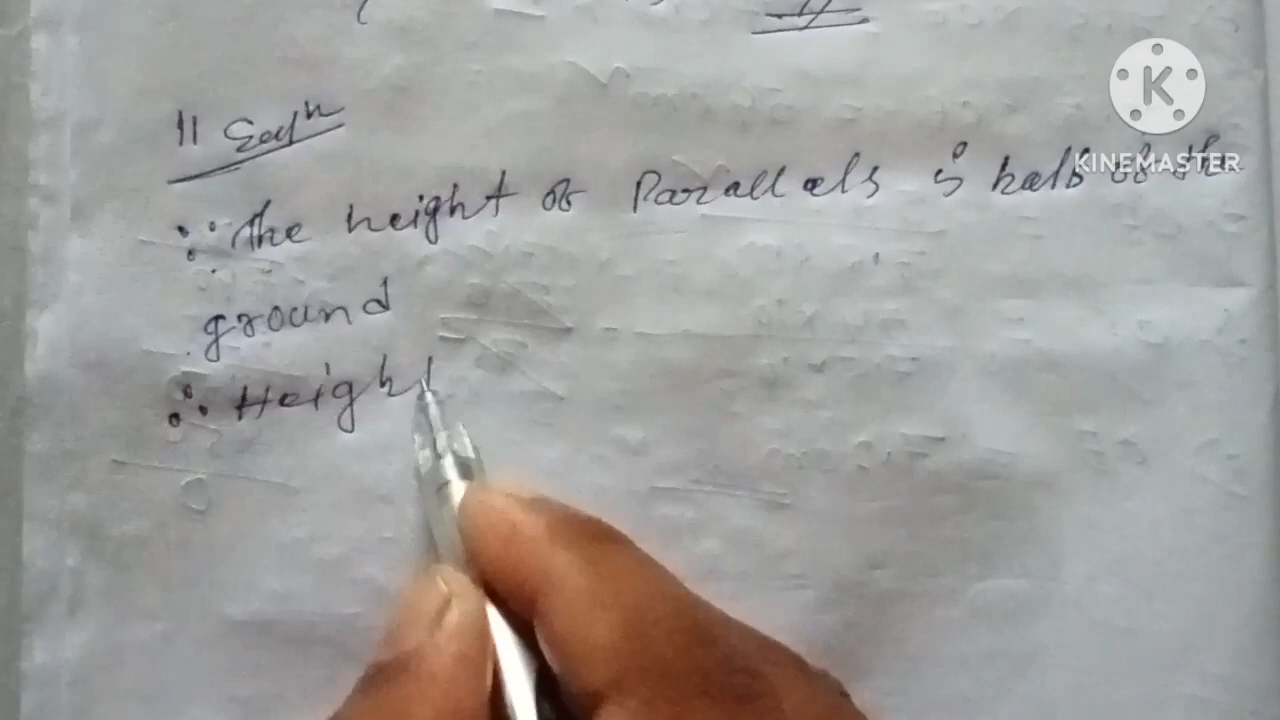 11 Solⁿ
∵ The height of Parallels is half of the
ground
∴ Height
K
KINEMASTER